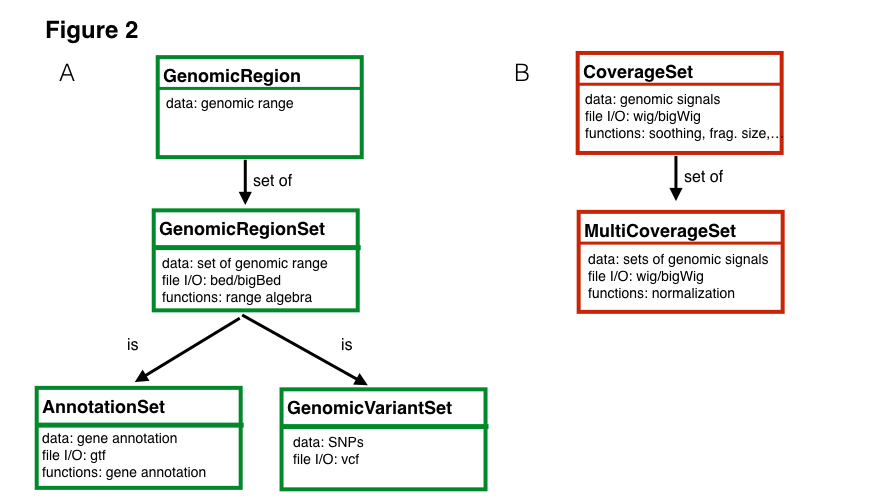 Figure 2
A
GenomicRegion
data: genomic range
set of
GenomicRegionSet
data: set of genomic range
file I/O: bed/bigBed
functions: range algebra
is
is
AnnotationSet
data: gene annotation
file I/O: gtf
functions: gene annotation
GenomicVariantSet
data: SNPs
file I/O: vcf
B
CoverageSet
data: genomic signals
file I/O: wig/bigWig
functions: soothing, frag. size,...
set of
MultiCoverageSet
data: sets of genomic signals
file I/O: wig/bigWig
functions: normalization